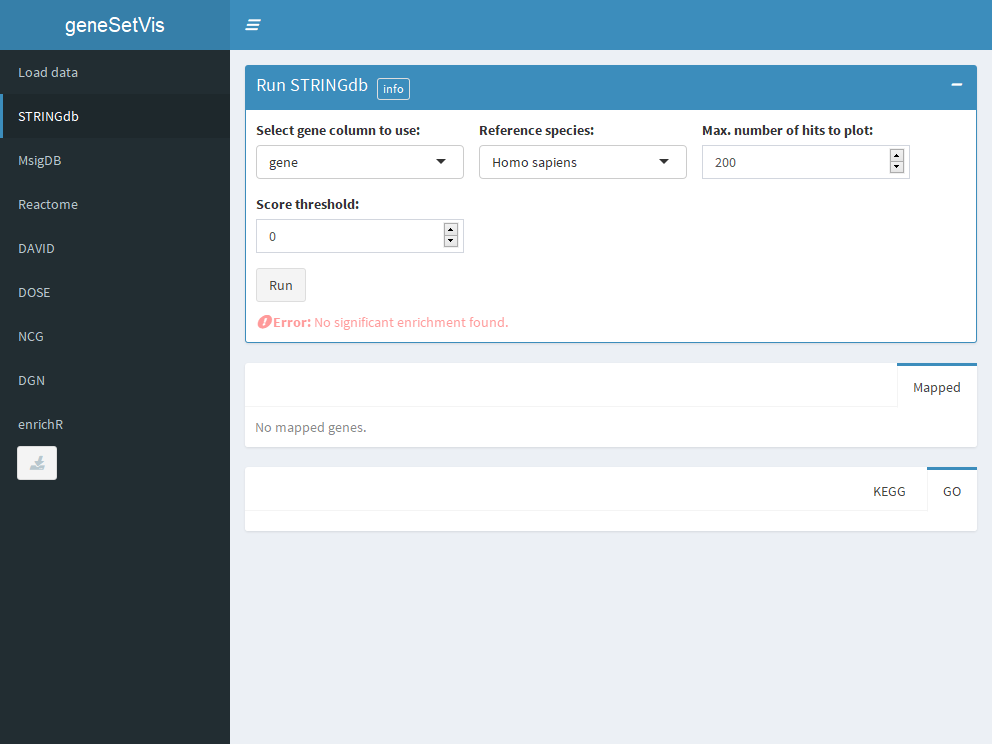 geneSetVis
Load data
STRINGdb
MsigDB
Reactome
DAVID
DOSE
NCG
DGN
enrichR
Run STRINGdb info
Select gene column to use: Reference species: Max. number of hits to plot:
gene Homo sapiens 200
Score threshold:
0
Run
Error: No significant enrichment found.
Mapped
No mapped genes.
KEGG GO